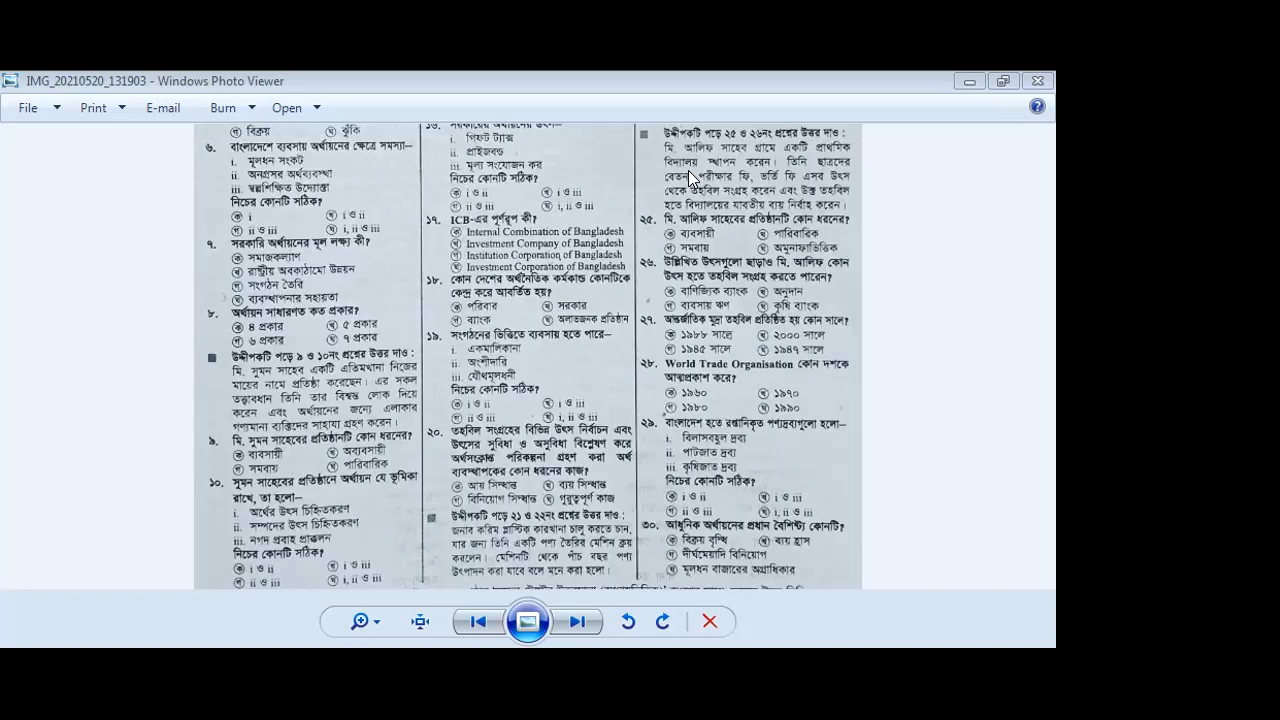 IMG_20210520_131903 - Windows Photo Viewer
File Print E-mail Burn Open
গ বিক্রয় ঘ ঝুঁকি
৬. বাংলাদেশে ব্যবসায় অর্থায়নের ক্ষেত্রে সমস্যা—
i. মূলধন সংকট
ii. অনগ্রসর অর্থব্যবস্থা
iii. স্বল্পশিক্ষিত উদ্যোক্তা
নিচের কোনটি সঠিক?
ক i খ i ও ii
গ ii ও iii ঘ i, ii ও iii
৭. সরকারি অর্থায়নের মূল লক্ষ্য কী?
ক সমাজকল্যাণ
খ রাষ্ট্রীয় অবকাঠামো উন্নয়ন
গ সংগঠন তৈরি
ঘ ব্যবস্থাপনার সহায়তা
৮. অর্থায়ন সাধারণত কত প্রকার?
ক ৪ প্রকার খ ৫ প্রকার
গ ৬ প্রকার ঘ ৭ প্রকার
উদ্দীপকটি পড়ে ৯ ও ১০নং প্রশ্নের উত্তর দাও :
মি. সুমন সাহেব একটি এতিমখানা নিজের
মায়ের নামে প্রতিষ্ঠা করেছেন। এর সকল
তত্ত্বাবধান তিনি তার বিশ্বস্ত লোক দিয়ে
করেন এবং অর্থায়নের জন্যে এলাকার
গণ্যমান্য ব্যক্তিদের সাহায্য গ্রহণ করেন।
৯. মি. সুমন সাহেবের প্রতিষ্ঠানটি কোন ধরনের?
ক ব্যবসায়ী খ অব্যবসায়ী
গ সমবায় ঘ পারিবারিক
১০. সুমন সাহেবের প্রতিষ্ঠানে অর্থায়ন যে ভূমিকা
রাখে, তা হলো—
i. অর্থের উৎস চিহ্নিতকরণ
ii. সম্পদের উৎস চিহ্নিতকরণ
iii. নগদ প্রবাহ প্রাক্কলন
নিচের কোনটি সঠিক?
ক i ও ii খ i ও iii
গ ii ও iii ঘ i, ii ও iii
১৬. সরকারের অর্থায়নের উৎস—
i. গিফট ট্যাক্স
ii. প্রাইজবন্ড
iii. মূল্য সংযোজন কর
নিচের কোনটি সঠিক?
ক i ও ii খ i ও iii
গ ii ও iii ঘ i, ii ও iii
১৭. ICB-এর পূর্ণরূপ কী?
ক Internal Combination of Bangladesh
খ Investment Company of Bangladesh
গ Institution Corporation of Bangladesh
ঘ Investment Corporation of Bangladesh
১৮. কোন দেশের অর্থনৈতিক কর্মকান্ড কোনটিকে
কেন্দ্র করে আবর্তিত হয়?
ক পরিবার খ সরকার
গ ব্যাংক ঘ অলাভজনক প্রতিষ্ঠান
১৯. সংগঠনের ভিত্তিতে ব্যবসায় হতে পারে—
i. একমালিকানা
ii. অংশীদারি
iii. যৌথমূলধনী
নিচের কোনটি সঠিক?
ক i ও ii খ i ও iii
গ ii ও iii ঘ i, ii ও iii
২০. তহবিল সংগ্রহের বিভিন্ন উৎস নির্বাচন এবং
উৎসের সুবিধা ও অসুবিধা বিশ্লেষণ করে
অর্থসংক্রান্ত পরিকল্পনা গ্রহণ করা অর্থ
ব্যবস্থাপকের কোন ধরনের কাজ?
ক আয় সিদ্ধান্ত খ ব্যয় সিদ্ধান্ত
গ বিনিয়োগ সিদ্ধান্ত ঘ গুরুত্বপূর্ণ কাজ
উদ্দীপকটি পড়ে ২১ ও ২২নং প্রশ্নের উত্তর দাও :
জনাব করিম প্লাস্টিক কারখানা চালু করতে চান,
যার জন্য তিনি একটি পণ্য তৈরির মেশিন ক্রয়
করলেন। মেশিনটি থেকে পাঁচ বছর পণ্য
উৎপাদন করা যাবে বলে মনে করা হলো।
উদ্দীপকটি পড়ে ২৫ ও ২৬নং প্রশ্নের উত্তর দাও :
মি. আলিফ সাহেব গ্রামে একটি প্রাথমিক
বিদ্যালয় স্থাপন করেন। তিনি ছাত্রদের
বেতন, পরীক্ষার ফি, ভর্তি ফি এসব উৎস
থেকে তহবিল সংগ্রহ করেন এবং উক্ত তহবিল
হতে বিদ্যালয়ের যাবতীয় ব্যয় নির্বাহ করেন।
২৫. মি. আলিফ সাহেবের প্রতিষ্ঠানটি কোন ধরনের?
ক ব্যবসায়ী খ পারিবারিক
গ সমবায় ঘ অমুনাফাভিত্তিক
২৬. উল্লিখিত উৎসগুলো ছাড়াও মি. আলিফ কোন
উৎস হতে তহবিল সংগ্রহ করতে পারেন?
ক বাণিজ্যিক ব্যাংক খ অনুদান
গ ব্যবসায় ঋণ ঘ কৃষি ব্যাংক
২৭. আন্তর্জাতিক মুদ্রা তহবিল প্রতিষ্ঠিত হয় কোন সালে?
ক ১৯৮৮ সালে খ ২০০০ সালে
গ ১৯৪৫ সালে ঘ ১৯৪৭ সালে
২৮. World Trade Organisation কোন দশকে
আত্মপ্রকাশ করে?
ক ১৯৬০ খ ১৯৭০
গ ১৯৮০ ঘ ১৯৯০
২৯. বাংলাদেশ হতে রপ্তানিকৃত পণ্যদ্রব্যগুলো হলো—
i. বিলাসবহুল দ্রব্য
ii. পাটজাত দ্রব্য
iii. কৃষিজাত দ্রব্য
নিচের কোনটি সঠিক?
ক i ও ii খ i ও iii
গ ii ও iii ঘ i, ii ও iii
৩০. আধুনিক অর্থায়নের প্রধান বৈশিষ্ট্য কোনটি?
ক বিক্রয় বৃদ্ধি খ ব্যয় হ্রাস
গ দীর্ঘমেয়াদি বিনিয়োগ
ঘ মূলধন বাজারের অগ্রাধিকার